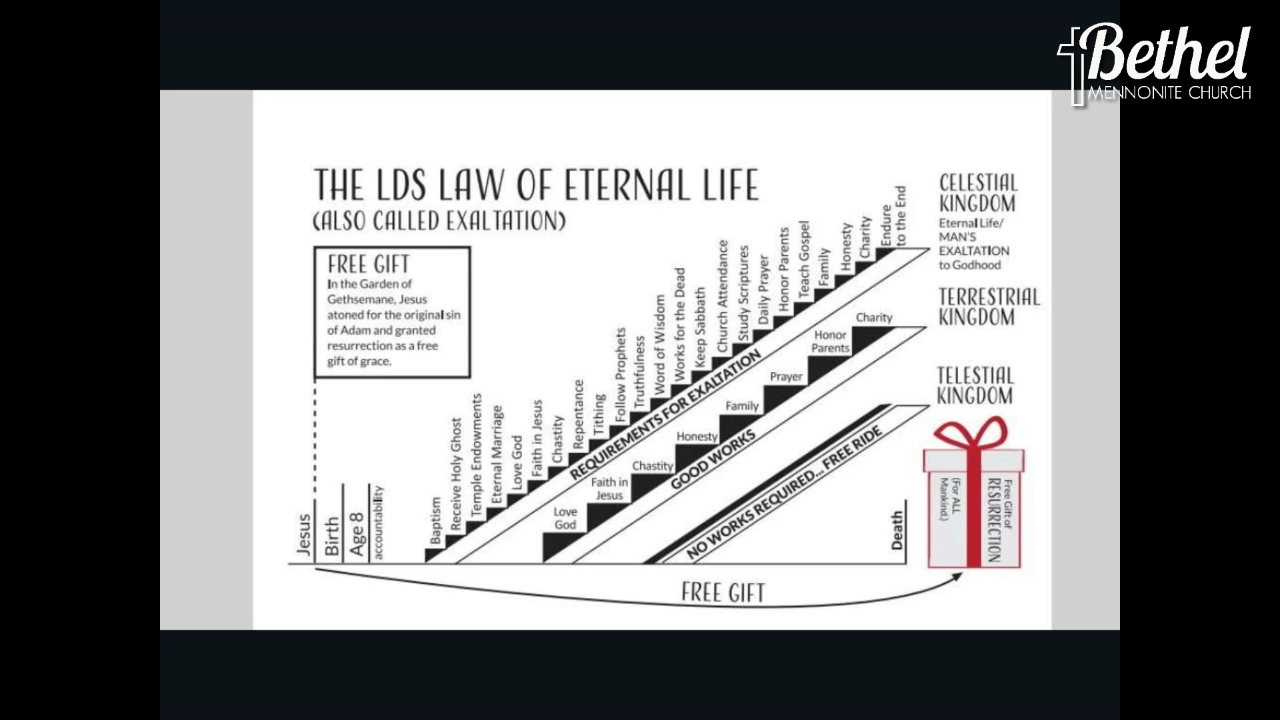 Bethel
MENNONITE CHURCH
THE LDS LAW OF ETERNAL LIFE
(ALSO CALLED EXALTATION)
FREE GIFT
In the Garden of
Gethsemane, Jesus
atoned for the original sin
of Adam and granted
resurrection as a free
gift of grace.
Jesus
Birth
Age 8
accountability
Baptism
Receive Holy Ghost
Temple Endowments
Eternal Marriage
Love God
Faith in Jesus
Chastity
Repentance
Tithing
Follow Prophets
Truthfulness
Word of Wisdom
Works for the Dead
Keep Sabbath
Church Attendance
Study Scriptures
Daily Prayer
Honor Parents
Teach Gospel
Family
Honesty
Charity
Endure
to the End
REQUIREMENTS FOR EXALTATION
CELESTIAL
KINGDOM
Eternal Life/
MAN'S
EXALTATION
to Godhood
Love
God
Faith in
Jesus
Chastity
Honesty
Family
Prayer
Honor
Parents
Charity
GOOD WORKS
TERRESTRIAL
KINGDOM
NO WORKS REQUIRED... FREE RIDE
TELESTIAL
KINGDOM
Death
Free Gift of
RESURRECTION
(For ALL
Mankind.)
FREE GIFT